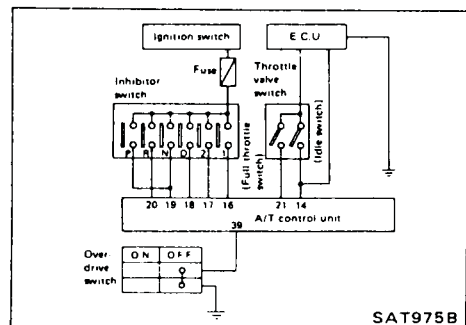 Ignition switch
E.C.U
Fuse
Throttle
valve
switch
Inhibitor
switch
(Full throttle
switch)
(Idle switch)
P R N D 2 1
20 19 18 17 16
21 14
A/T control unit
39
Over-
drive
switch
ON OFF
SAT975B